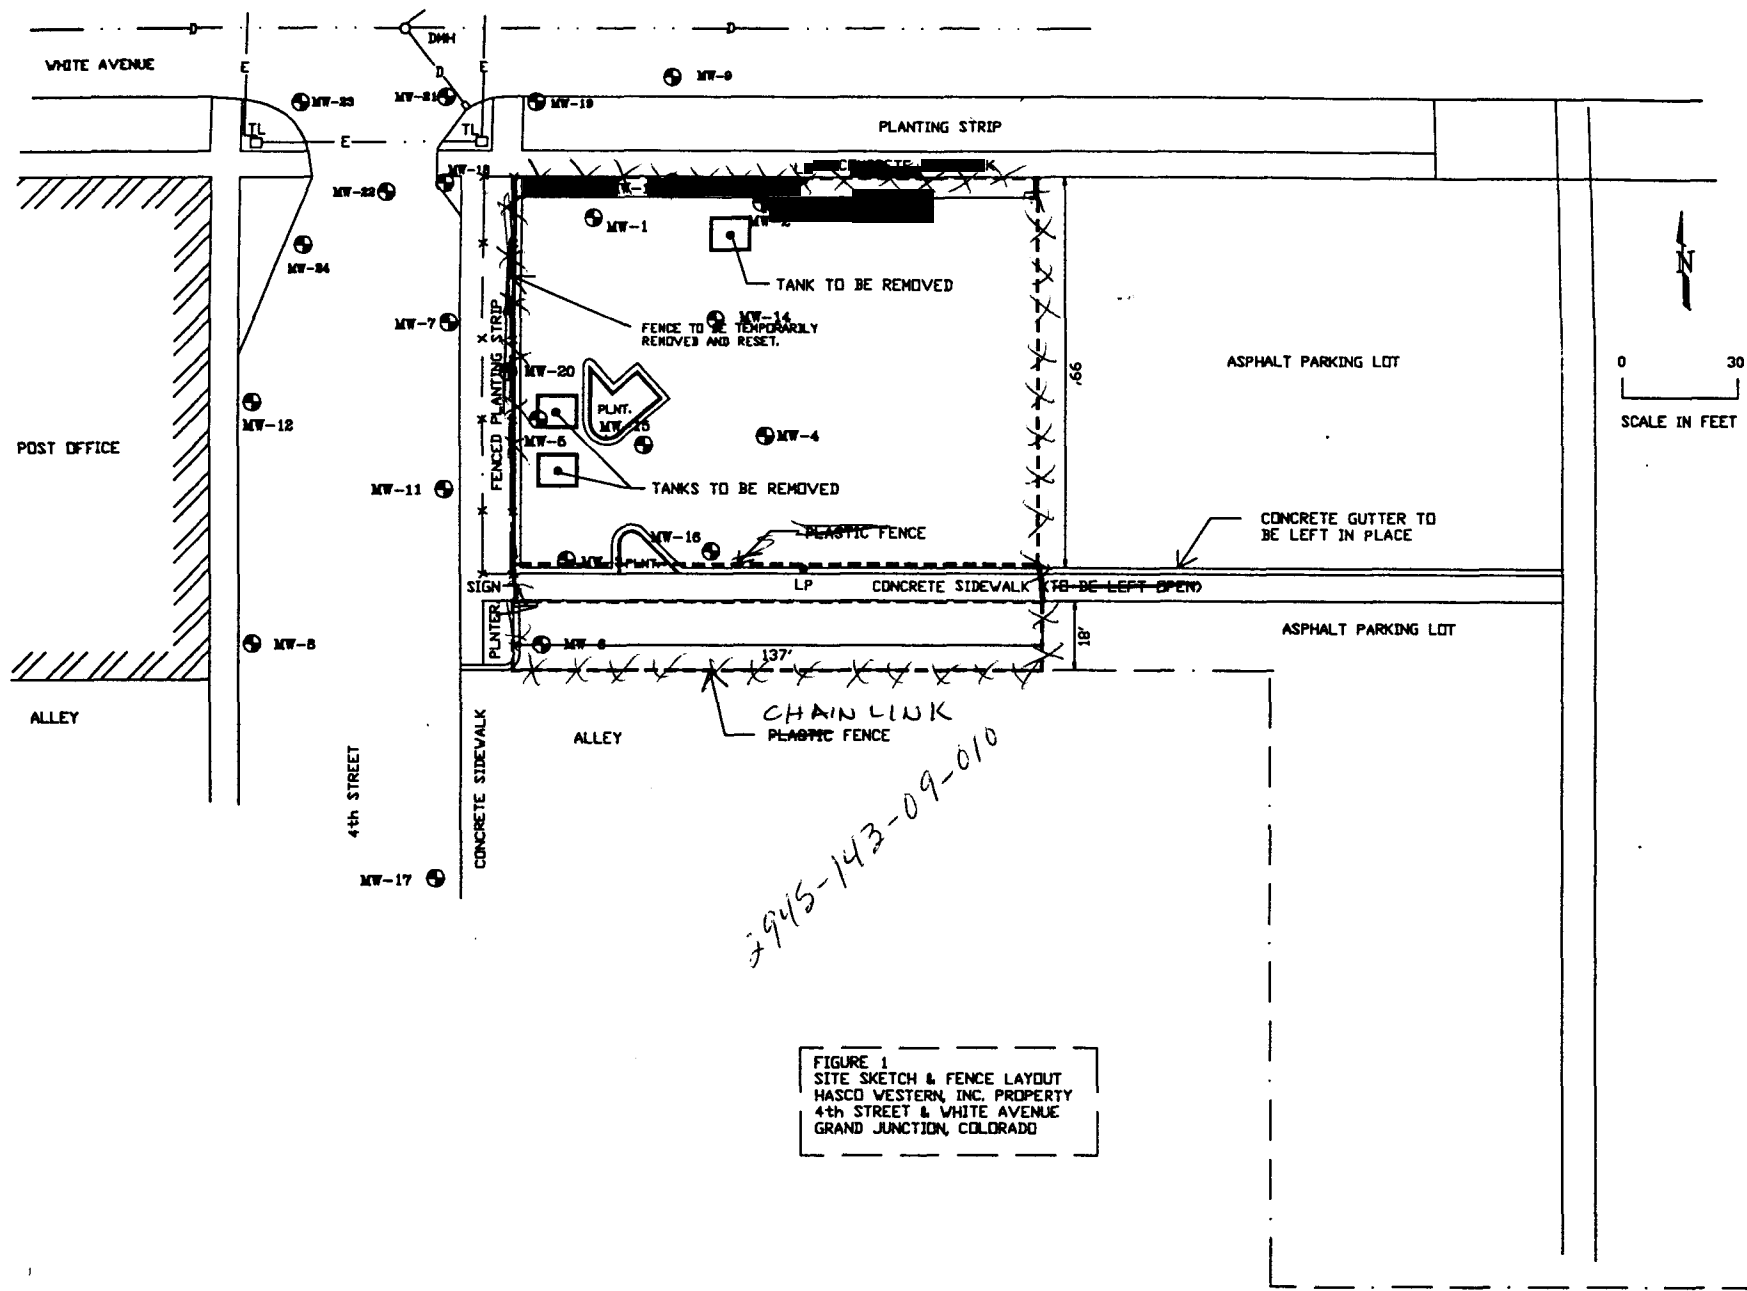 D
D
DMH
WHITE AVENUE
E
D
E
MW-9
MW-23
MW-21
MW-19
TL
E
TL
PLANTING STRIP
MW-18
MW-22
MW-1
MW-2
MW-24
N
TANK TO BE REMOVED
MW-7
MW-14
FENCE TO BE TEMPORARILY
REMOVED AND RESET.
FENCED PLANTING STRIP
99'
ASPHALT PARKING LOT
0 30
SCALE IN FEET
MW-20
PLNT.
MW-12
MW-15
MW-5
MW-4
POST OFFICE
MW-11
TANKS TO BE REMOVED
CONCRETE GUTTER TO
BE LEFT IN PLACE
MW-16
PLASTIC FENCE
PLNT.
SIGN
LP
CONCRETE SIDEWALK (TO BE LEFT OPEN)
PLNTER
18'
ASPHALT PARKING LOT
MW-8
MW-6
137'
ALLEY
CHAIN LINK
PLASTIC FENCE
ALLEY
4th STREET
CONCRETE SIDEWALK
2945-143-09-010
MW-17
FIGURE 1
SITE SKETCH & FENCE LAYOUT
HASCO WESTERN, INC. PROPERTY
4th STREET & WHITE AVENUE
GRAND JUNCTION, COLORADO